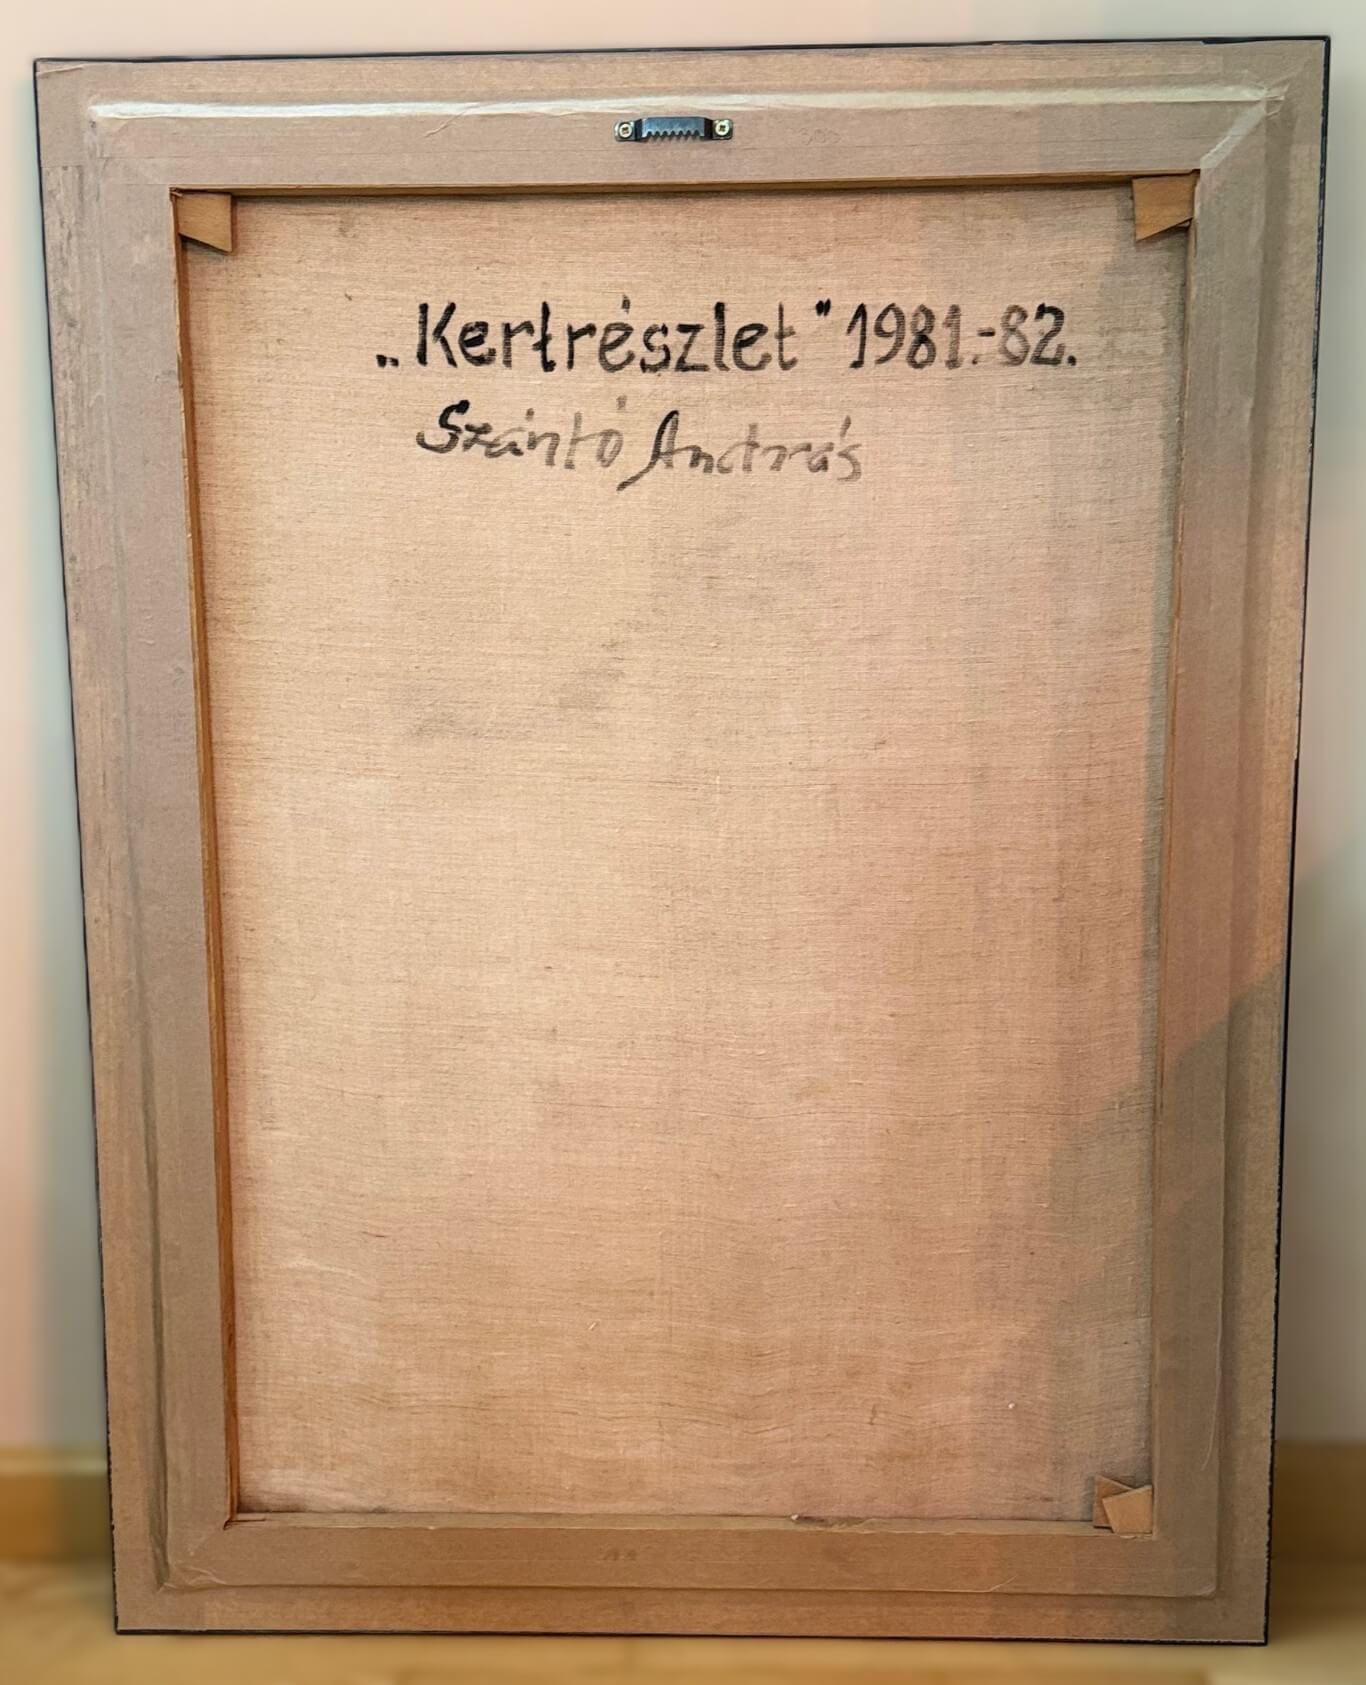 „Kertrészlet" 1981.-82.
Szántó András